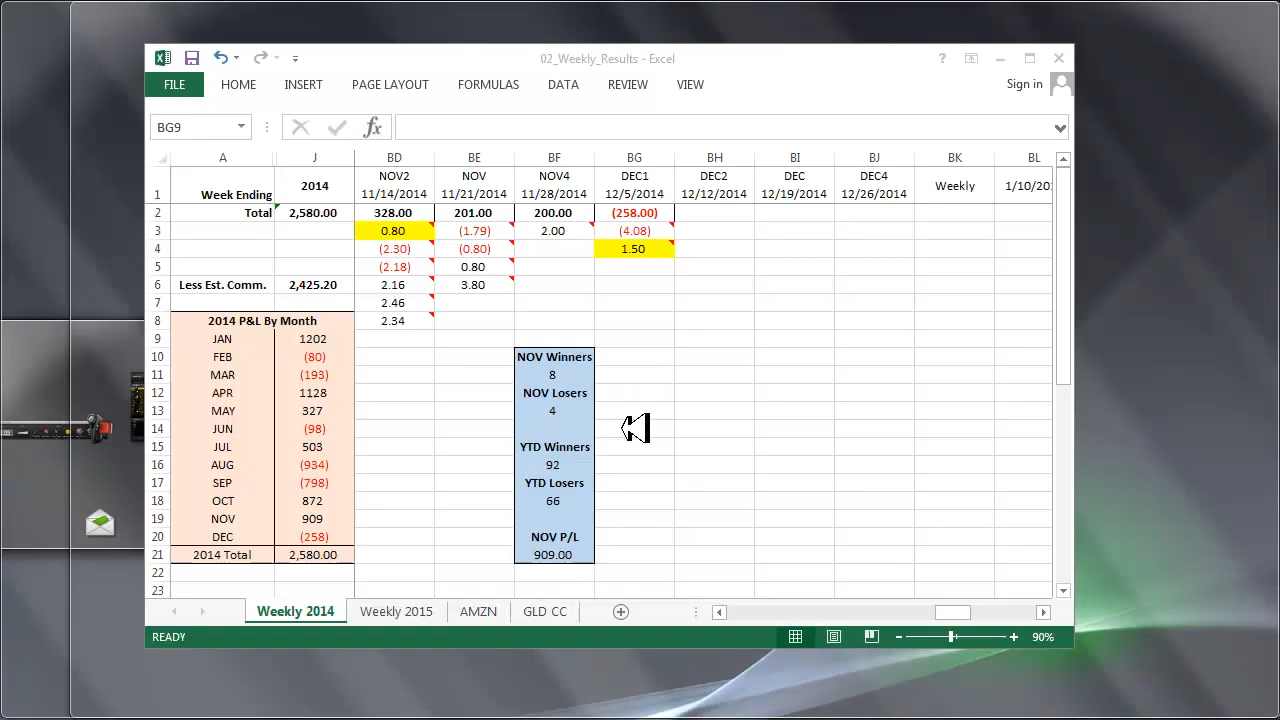 02_Weekly_Results - Excel
?
FILE HOME INSERT PAGE LAYOUT FORMULAS DATA REVIEW VIEW Sign in
BG9 fx
A J BD BE BF BG BH BI BJ BK BL
NOV2 NOV NOV4 DEC1 DEC2 DEC DEC4
1 Week Ending 2014 11/14/2014 11/21/2014 11/28/2014 12/5/2014 12/12/2014 12/19/2014 12/26/2014 Weekly 1/10/201
2 Total 2,580.00 328.00 201.00 200.00 (258.00)
3 0.80 (1.79) 2.00 (4.08)
4 (2.30) (0.80) 1.50
5 (2.18) 0.80
6 Less Est. Comm. 2,425.20 2.16 3.80
7 2.46
8 2014 P&L By Month 2.34
9 JAN 1202
10 FEB (80) NOV Winners
11 MAR (193) 8
12 APR 1128 NOV Losers
13 MAY 327 4
14 JUN (98)
15 JUL 503 YTD Winners
16 AUG (934) 92
17 SEP (798) YTD Losers
18 OCT 872 66
19 NOV 909
20 DEC (258) NOV P/L
21 2014 Total 2,580.00 909.00
22
23
Weekly 2014 Weekly 2015 AMZN GLD CC
READY 90%